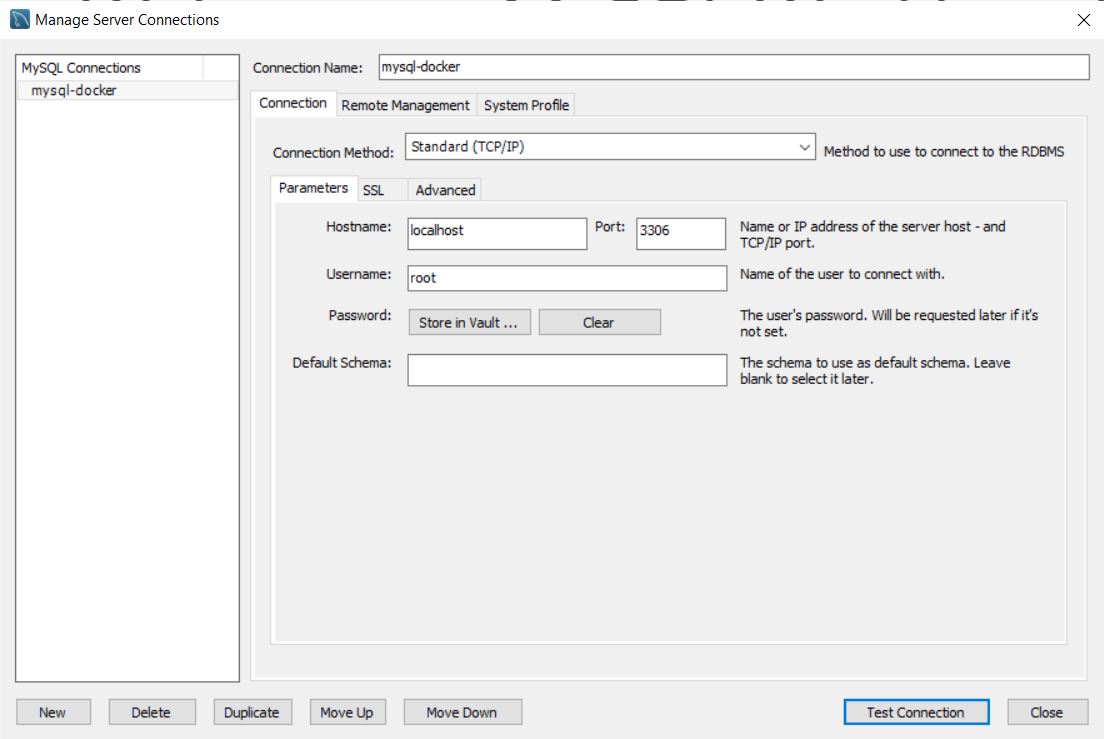 Manage Server Connections
MySQL Connections
mysql-docker
Connection Name: mysql-docker
Connection Remote Management System Profile
Connection Method: Standard (TCP/IP) Method to use to connect to the RDBMS
Parameters SSL Advanced
Hostname: localhost Port: 3306 Name or IP address of the server host - and
TCP/IP port.
Username: root Name of the user to connect with.
Password: Store in Vault ... Clear The user's password. Will be requested later if it's
not set.
Default Schema: The schema to use as default schema. Leave
blank to select it later.
New Delete Duplicate Move Up Move Down Test Connection Close